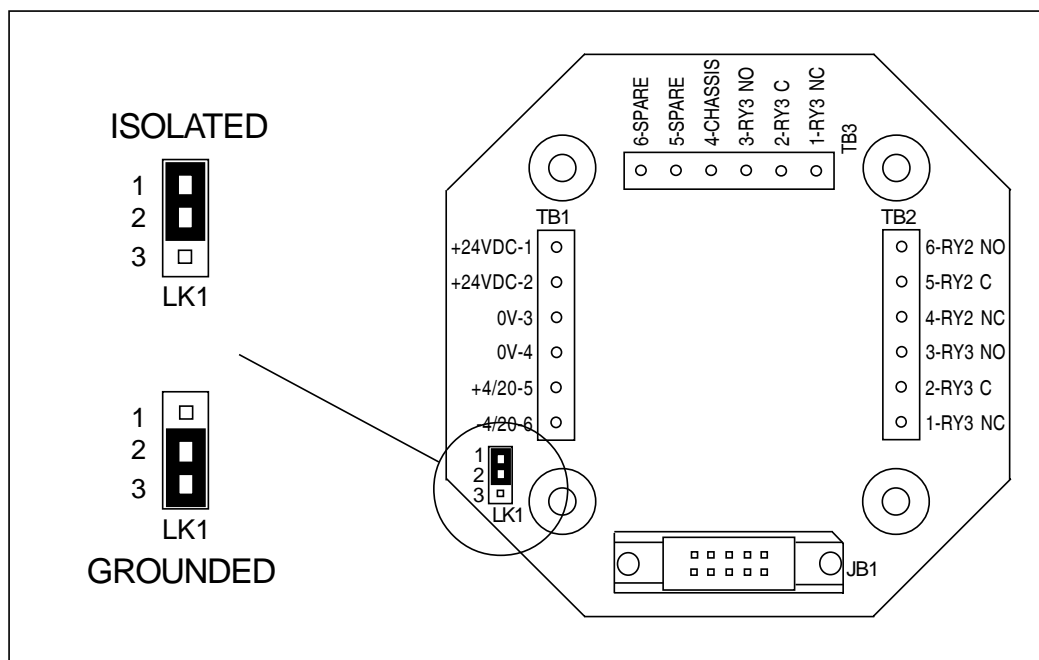 ISOLATED
1
2
3
LK1
1
2
3
LK1
GROUNDED
6-SPARE
5-SPARE
4-CHASSIS
3-RY3 NO
2-RY3 C
1-RY3 NC
TB3
TB1
+24VDC-1
+24VDC-2
0V-3
0V-4
+4/20-5
-4/20-6
1
2
3
LK1
TB2
6-RY2 NO
5-RY2 C
4-RY2 NC
3-RY3 NO
2-RY3 C
1-RY3 NC
JB1